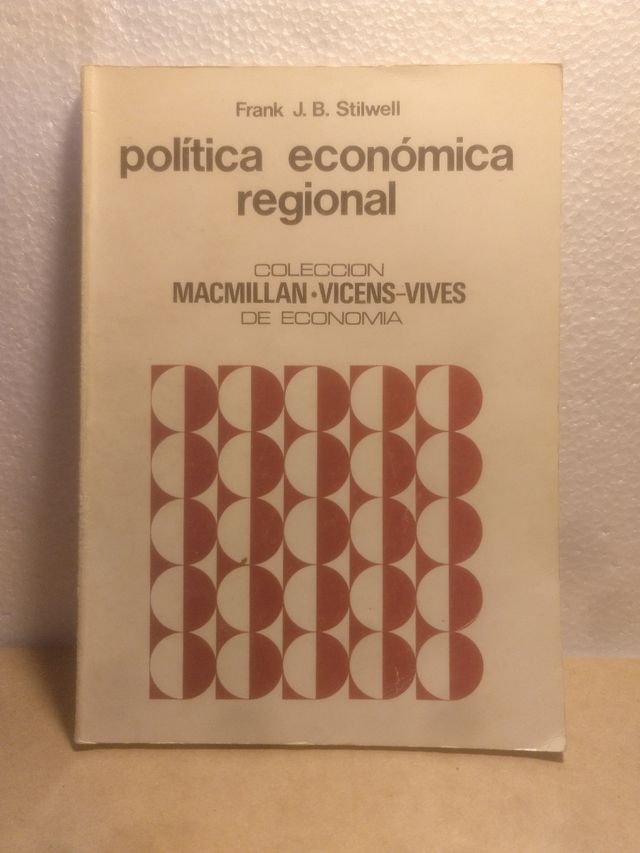 Frank J. B. Stilwell
política económica
regional
COLECCION
MACMILLAN·VICENS-VIVES
DE ECONOMIA